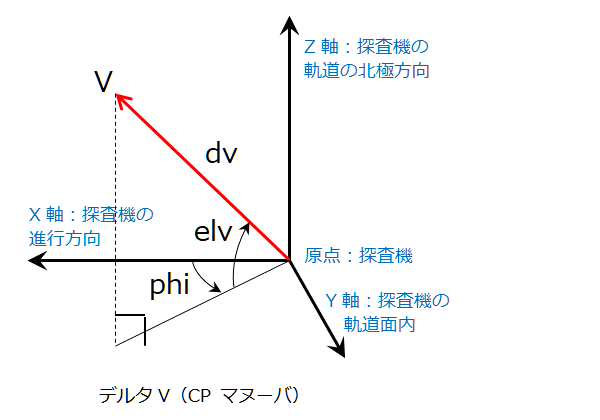 Z 軸：探査機の
軌道の北極方向
V
dv
X 軸：探査機の
進行方向
elv
原点：探査機
phi
Y 軸：探査機の
軌道面内
デルタ V（CP マヌーバ）